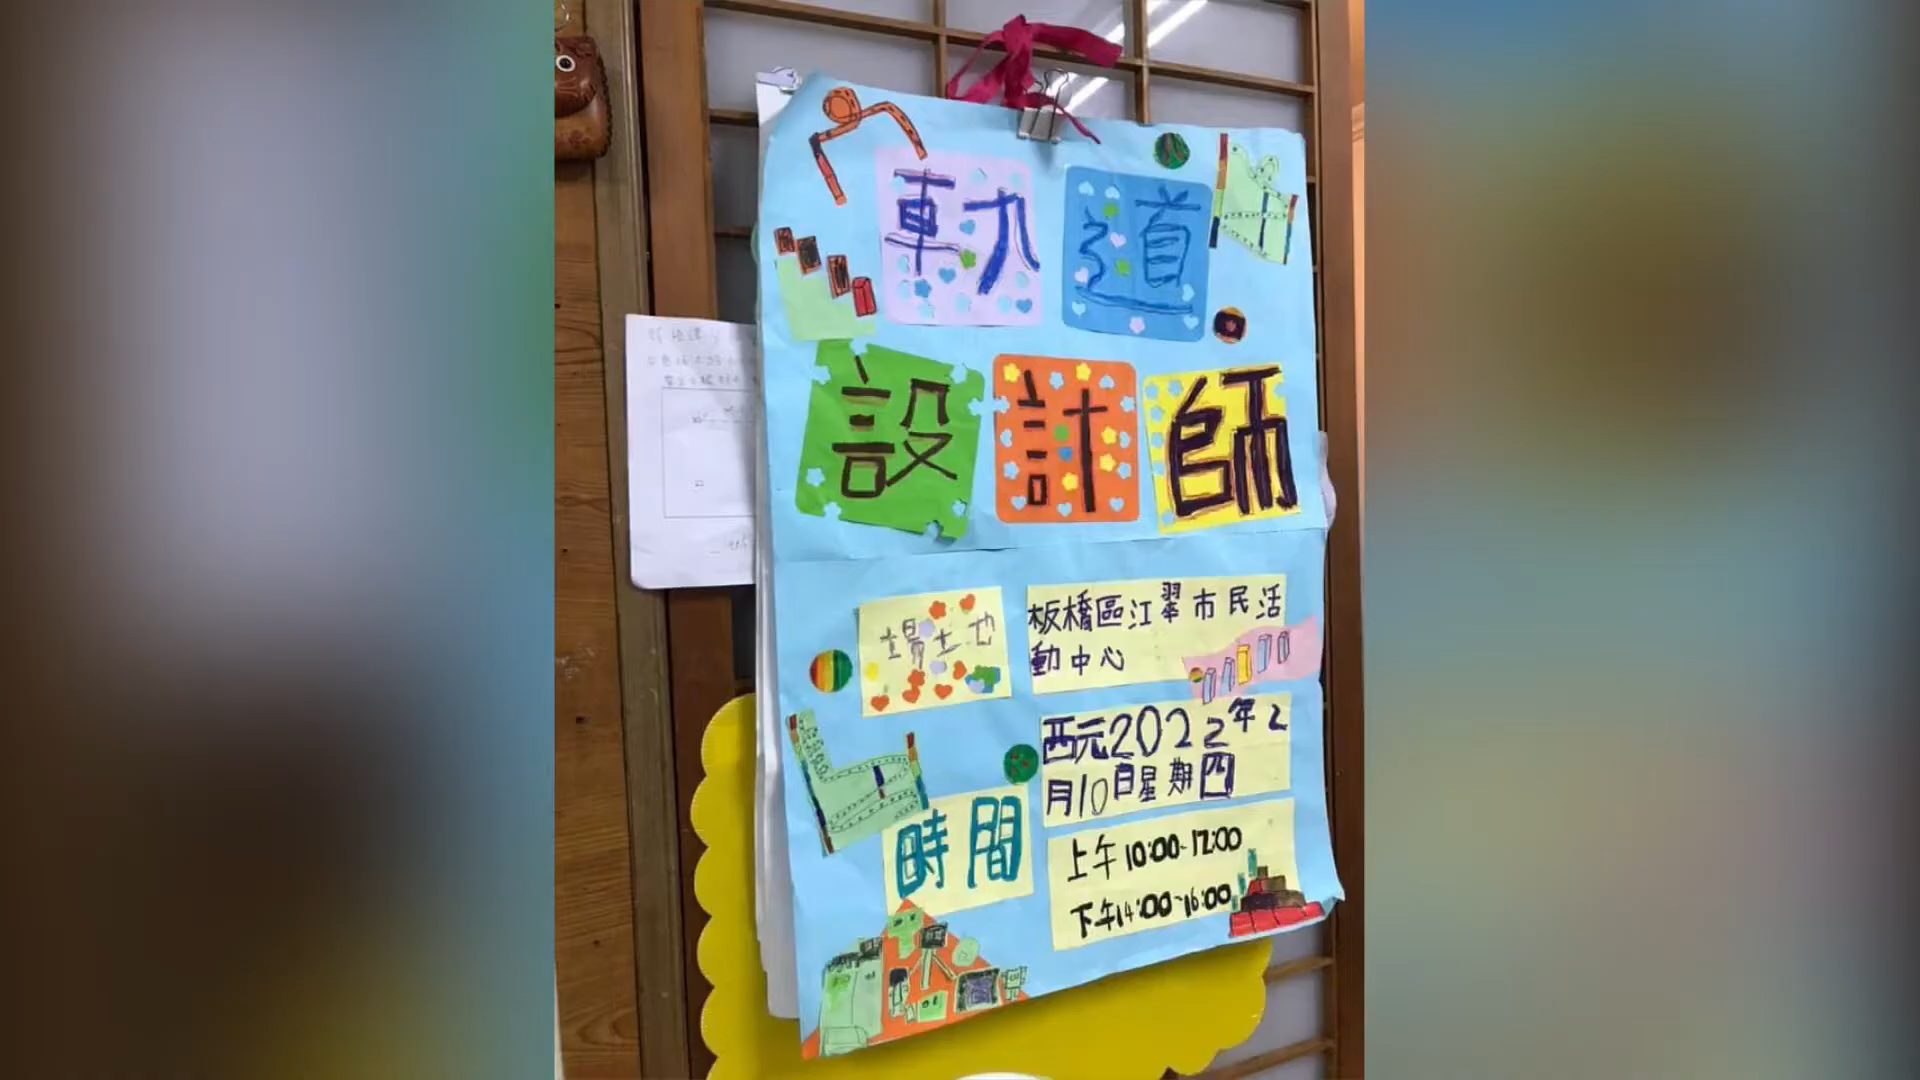 軌道
設計師
場地
板橋區江翠市民活
動中心
時間
西元2022年2
月10日星期四
上午10:00~12:00
下午14:00~16:00